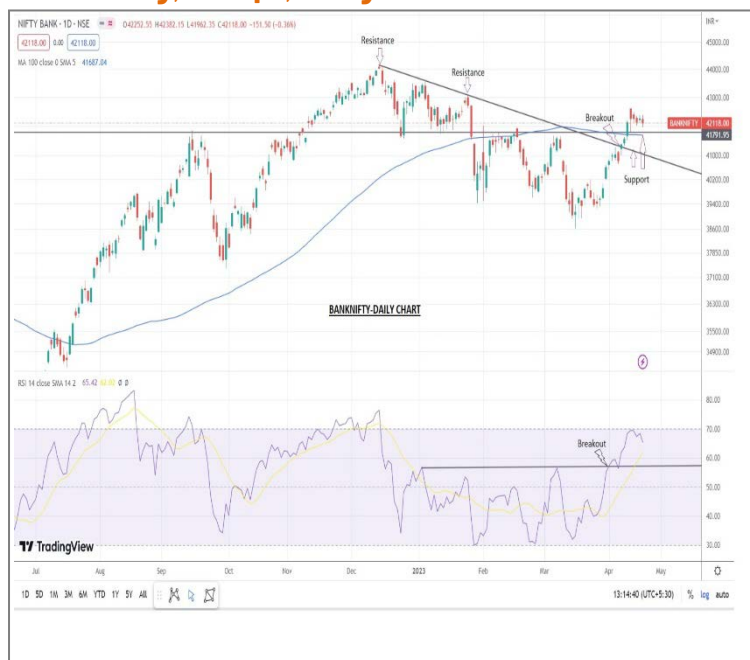 NIFTY BANK · 1D · NSE O42252.55 H42382.15 L41962.35 C42118.00 -151.50 (-0.36%)
INR
42118.00 0.00 42118.00
MA 100 close 0 SMA 5 41687.04
45000.00
Resistance
44000.00
Resistance
43000.00
Breakout
BANKNIFTY 42118.00
41791.95
41000.00
Support
40200.00
39400.00
38600.00
37850.00
37100.00
BANKNIFTY-DAILY CHART
36300.00
35500.00
34900.00
RSI 14 close SMA 14 2 65.42
80.00
70.00
Breakout
60.00
50.00
40.00
TradingView
30.00
Jul Aug Sep Oct Nov Dec 2023 Feb Mar Apr May
1D 5D 1M 3M 6M YTD 1Y 5Y All 13:14:40 (UTC+5:30) % log auto